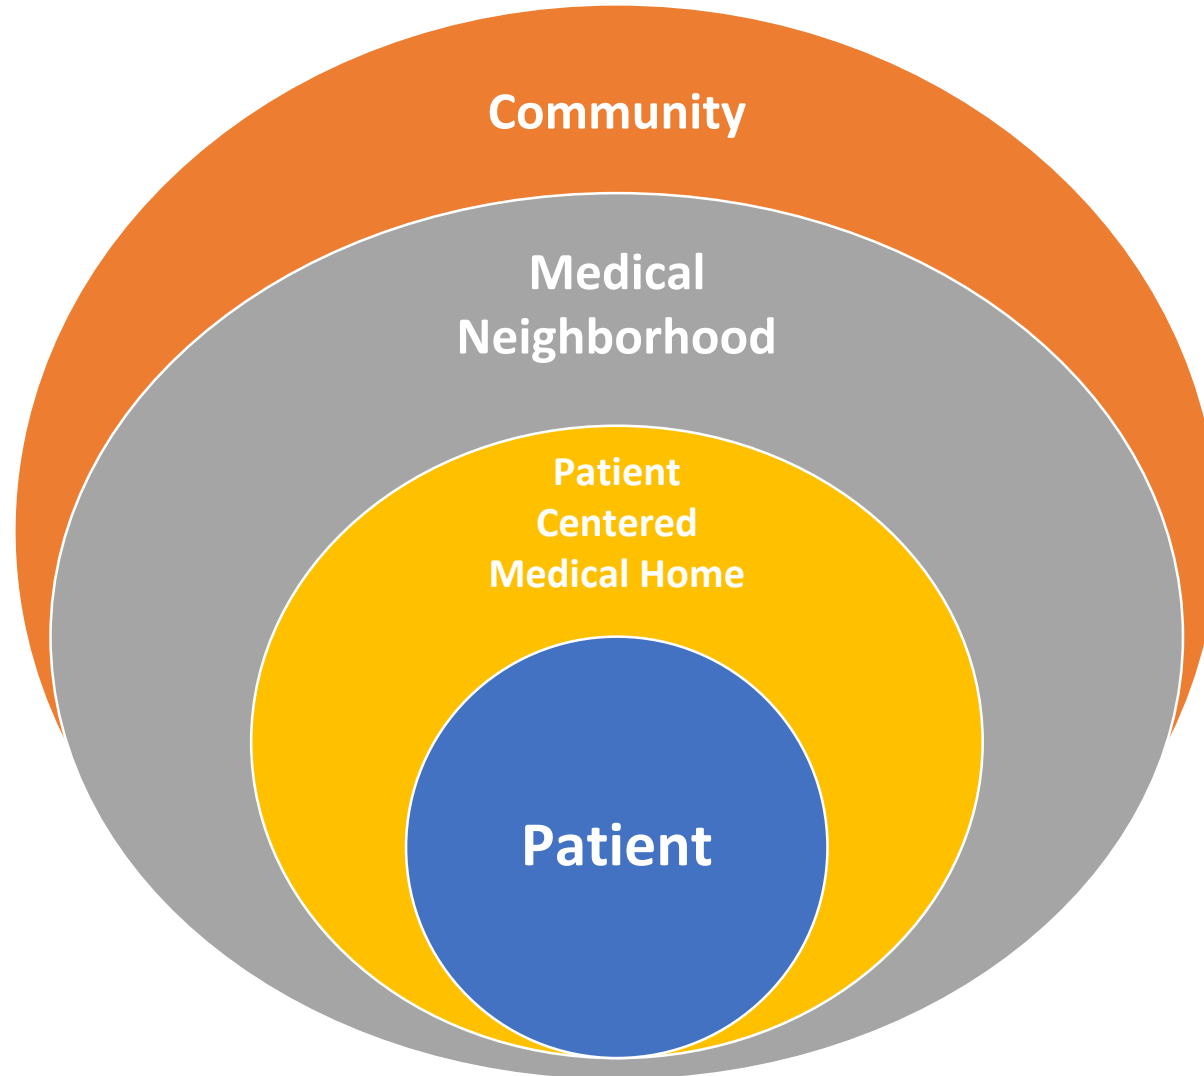 Community
Medical
Neighborhood
Patient
Centered
Medical Home
Patient